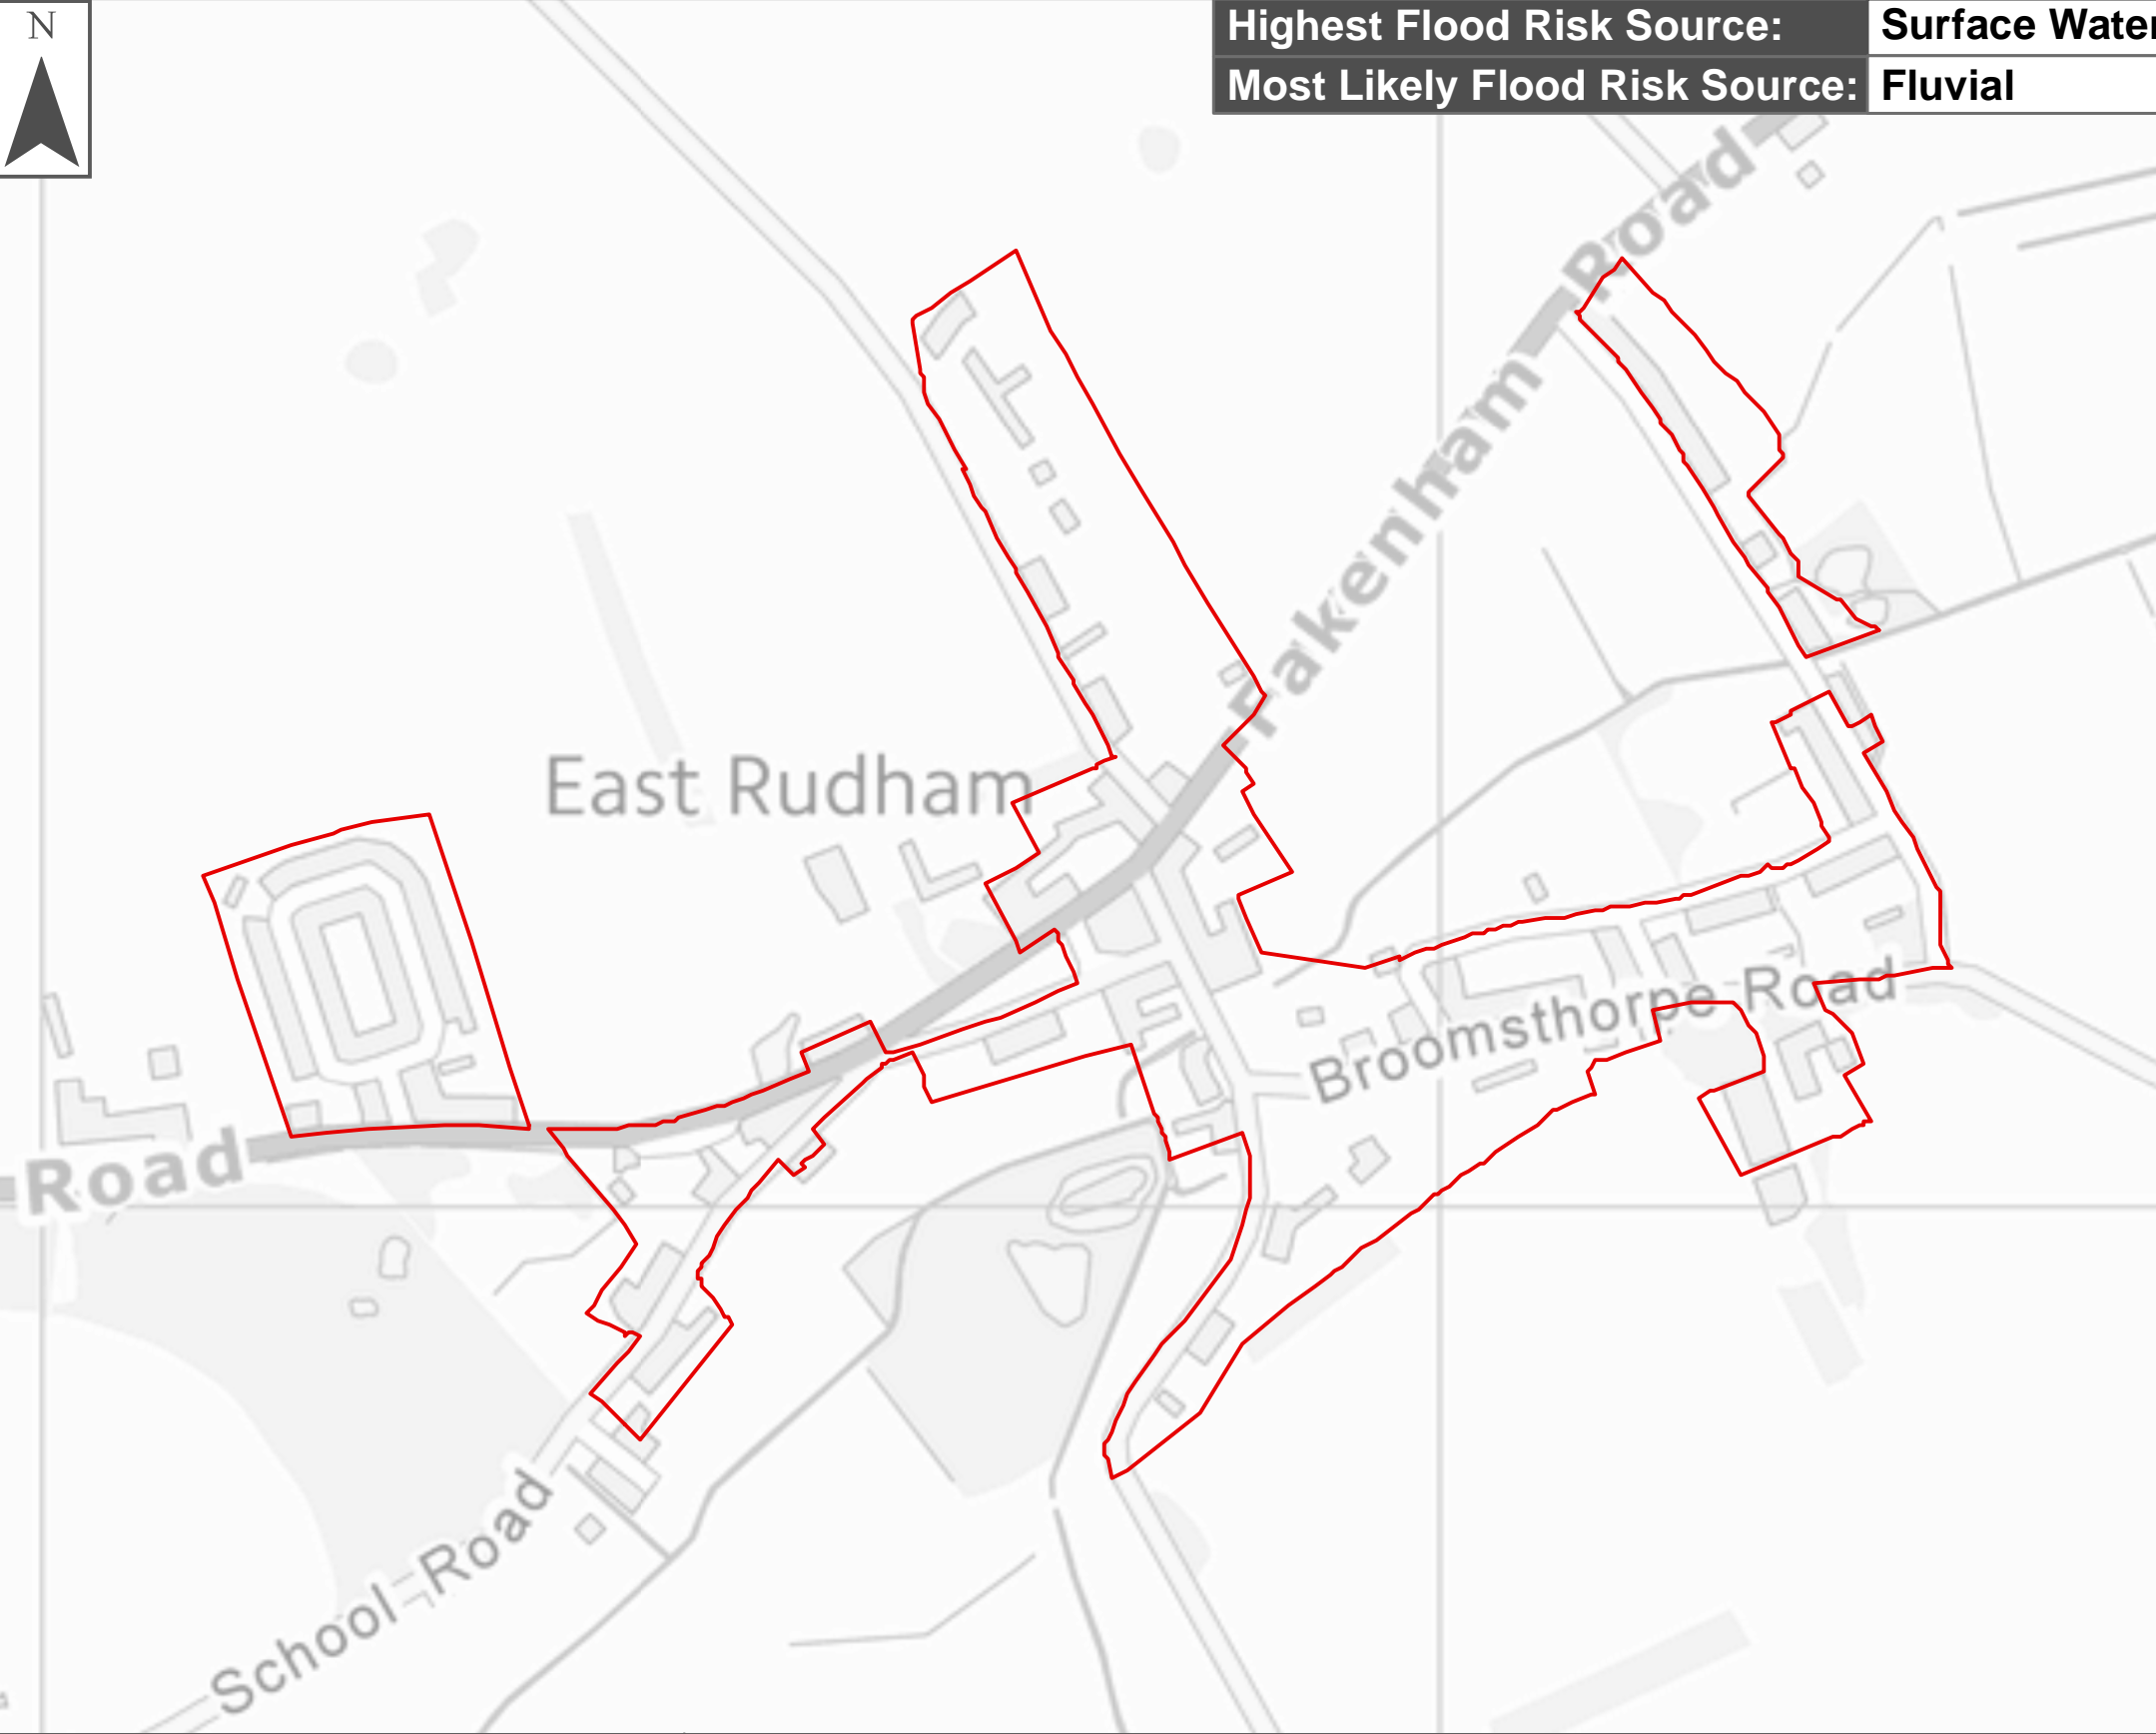 N
Highest Flood Risk Source: Surface Water
Most Likely Flood Risk Source: Fluvial
Fakenham Road
East Rudham
Broomsthorpe Road
Road
School Road